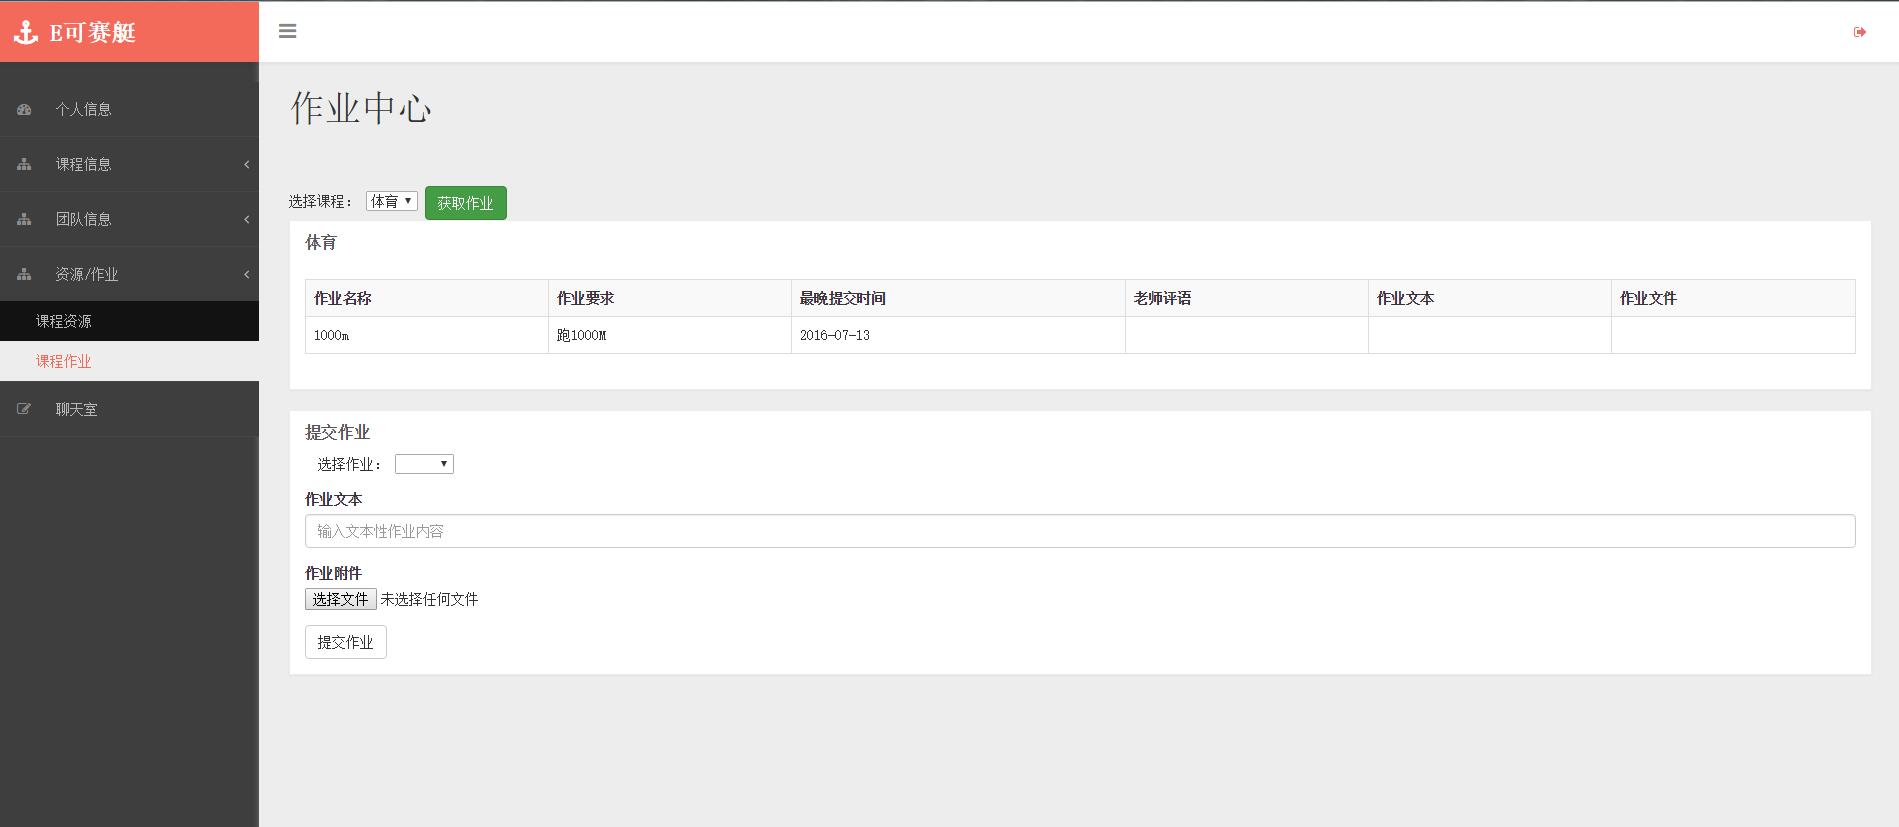 E可赛艇
个人信息
课程信息
团队信息
资源/作业
课程资源
课程作业
聊天室
作业中心
选择课程： 体育 获取作业
体育
作业名称 作业要求 最晚提交时间 老师评语 作业文本 作业文件
1000m 跑1000M 2016-07-13
提交作业
选择作业：
作业文本
输入文本性作业内容
作业附件
选择文件 未选择任何文件
提交作业